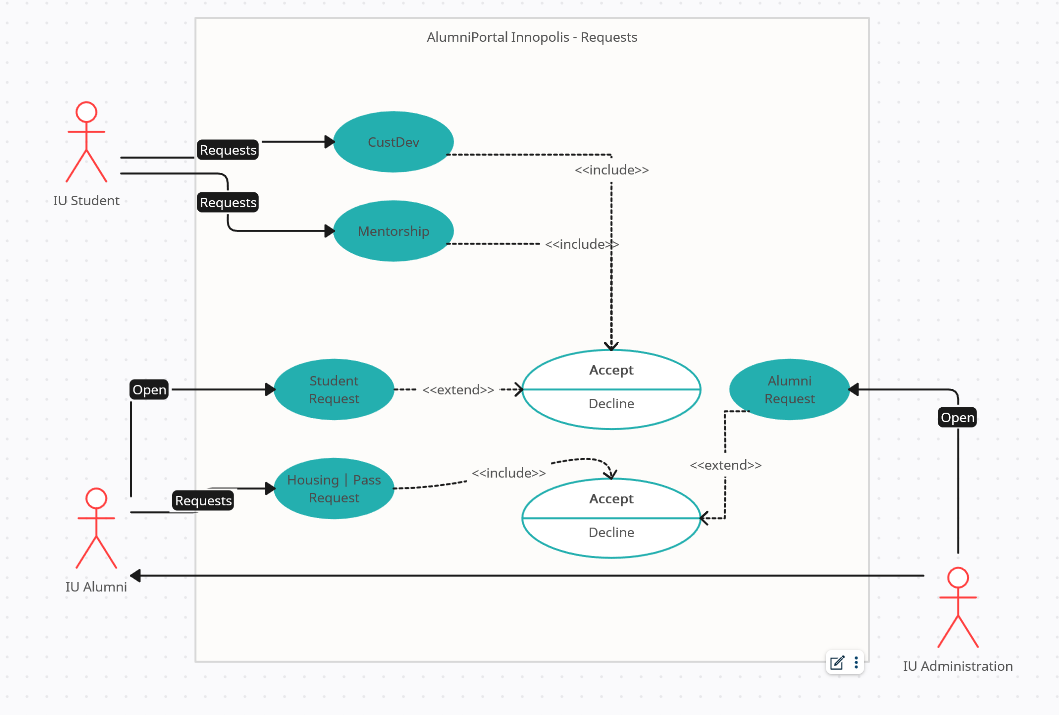 AlumniPortal Innopolis - Requests
IU Student
Requests
CustDev
<<include>>
Requests
Mentorship
<<include>>
Open
Student
Request
<<extend>>
Accept
Decline
Alumni
Request
Open
<<extend>>
Housing | Pass
Request
<<include>>
Requests
Accept
Decline
IU Alumni
IU Administration